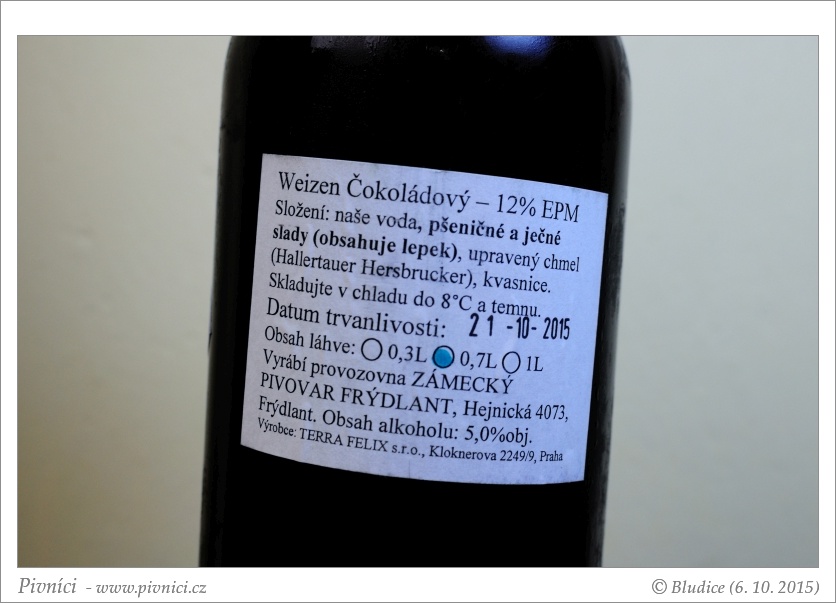 Weizen Čokoládový – 12% EPM
Složení: naše voda, pšeničné a ječné
slady (obsahuje lepek), upravený chmel
(Hallertauer Hersbrucker), kvasnice.
Skladujte v chladu do 8°C a temnu.
Datum trvanlivosti: 21 -10- 2015
Obsah láhve: 0,3L 0,7L 1L
Vyrábí provozovna ZÁMECKÝ
PIVOVAR FRÝDLANT, Hejnická 4073,
Frýdlant. Obsah alkoholu: 5,0%obj.
Výrobce: TERRA FELIX s.r.o., Kloknerova 2249/9, Praha
Pivníci - www.pivnici.cz
© Bludice (6. 10. 2015)